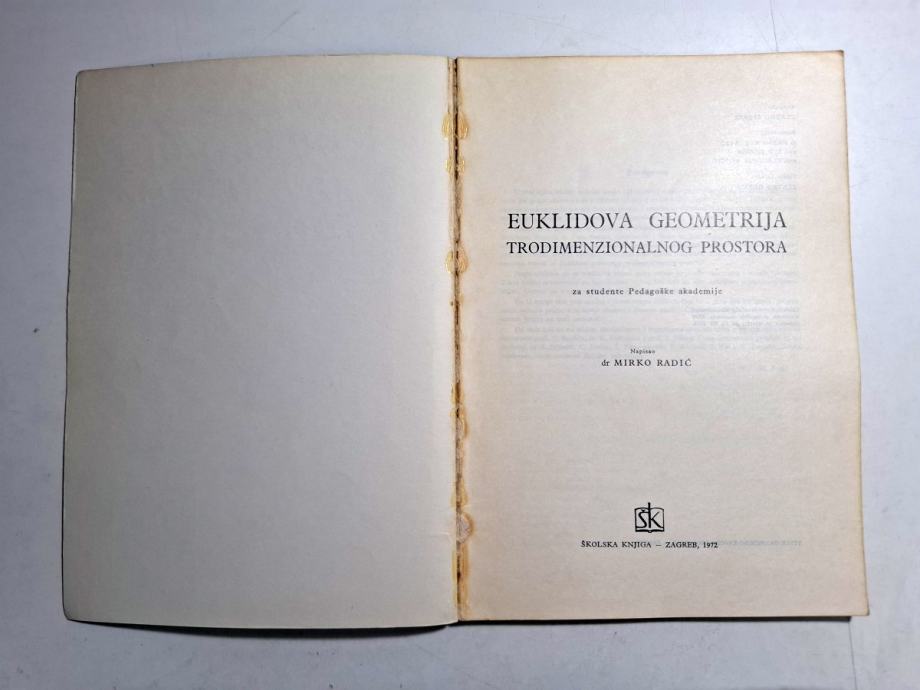 EUKLIDOVA GEOMETRIJA
TRODIMENZIONALNOG PROSTORA
za studente Pedagoške akademije
Napisao
dr MIRKO RADIĆ
ŠK
ŠKOLSKA KNJIGA – ZAGREB, 1972